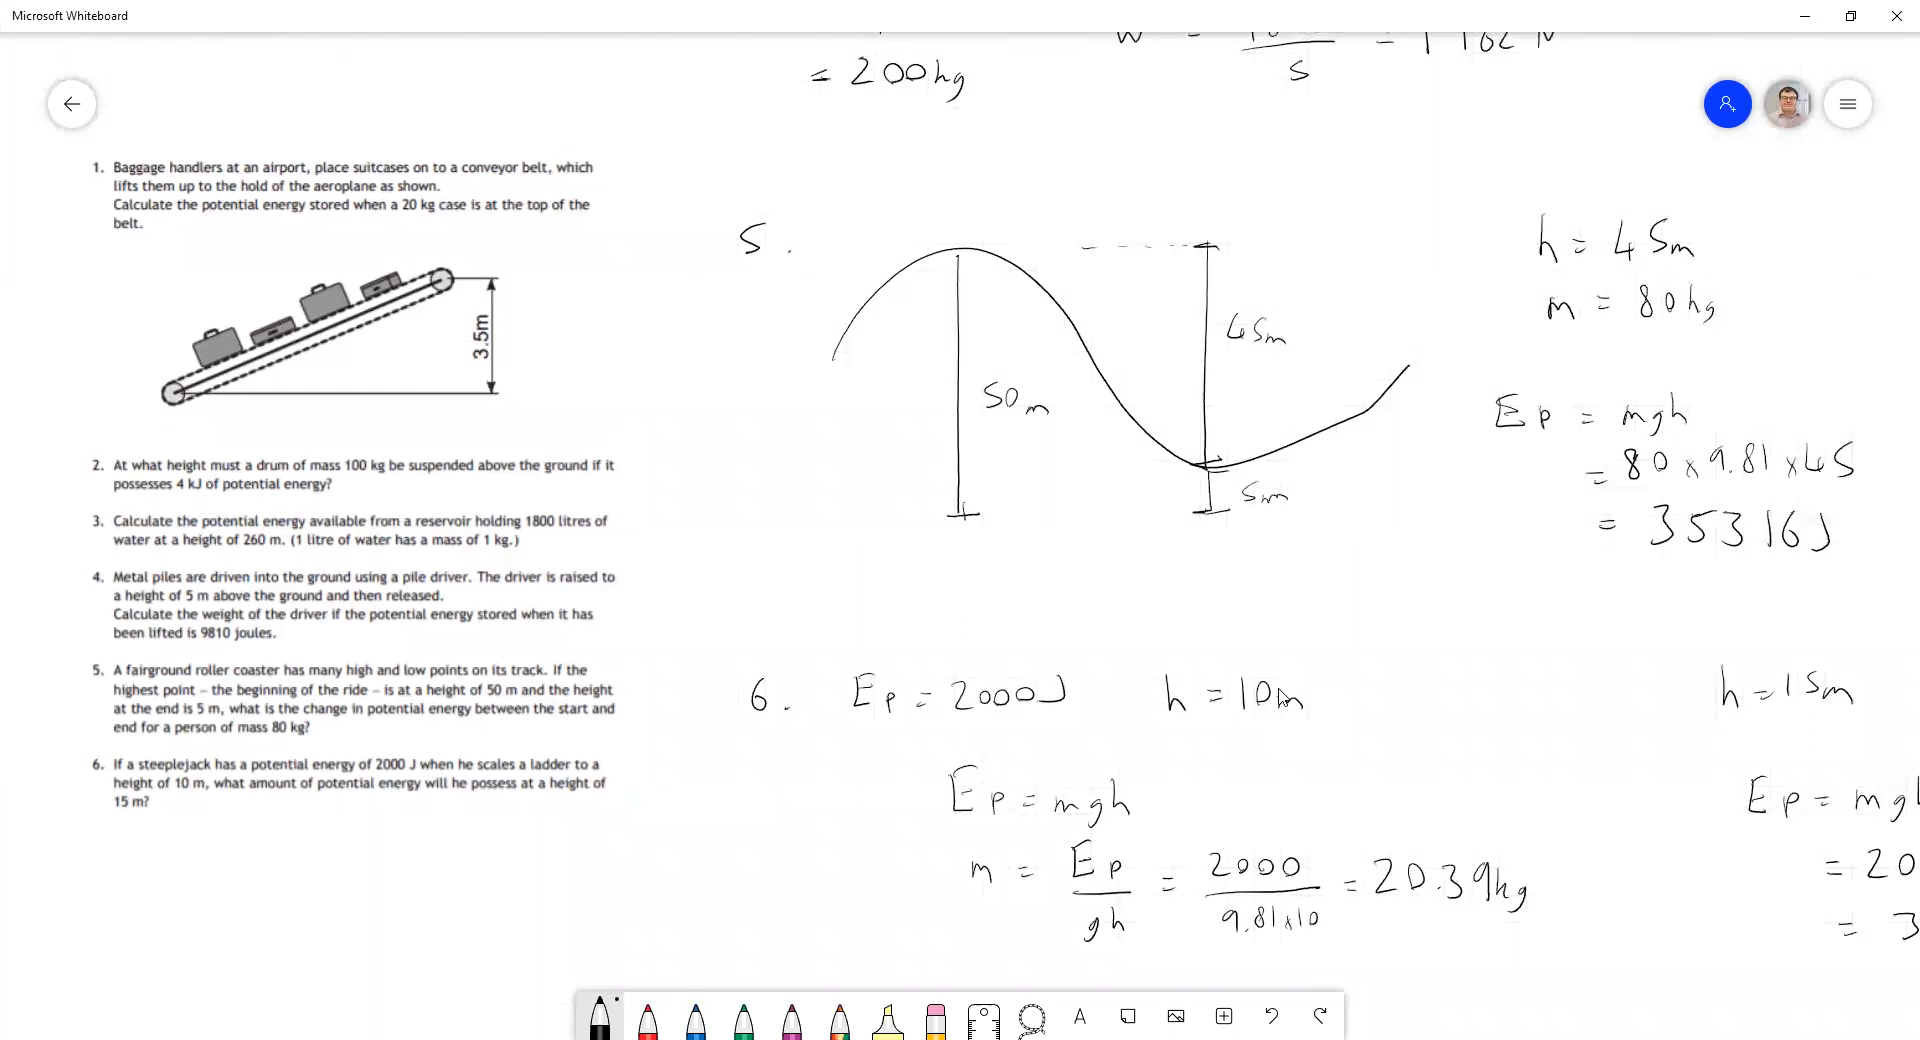 Microsoft Whiteboard
= 200kg
S
1. Baggage handlers at an airport, place suitcases on to a conveyor belt, which
lifts them up to the hold of the aeroplane as shown.
Calculate the potential energy stored when a 20 kg case is at the top of the
belt.
3.5m
2. At what height must a drum of mass 100 kg be suspended above the ground if it
possesses 4 kJ of potential energy?
3. Calculate the potential energy available from a reservoir holding 1800 litres of
water at a height of 260 m. (1 litre of water has a mass of 1 kg.)
4. Metal piles are driven into the ground using a pile driver. The driver is raised to
a height of 5 m above the ground and then released.
Calculate the weight of the driver if the potential energy stored when it has
been lifted is 9810 joules.
5. A fairground roller coaster has many high and low points on its track. If the
highest point – the beginning of the ride – is at a height of 50 m and the height
at the end is 5 m, what is the change in potential energy between the start and
end for a person of mass 80 kg?
6. If a steeplejack has a potential energy of 2000 J when he scales a ladder to a
height of 10 m, what amount of potential energy will he possess at a height of
15 m?
5.
50m
45m
5m
h = 45m
m = 80kg
Ep = mgh
= 80 x 9.81 x 45
= 35316J
6. Ep = 2000J h = 10m h = 15m
Ep = mgh
m = Ep/gh = 2000/9.81x10 = 20.39kg
Ep = mg
= 20
= 3
A